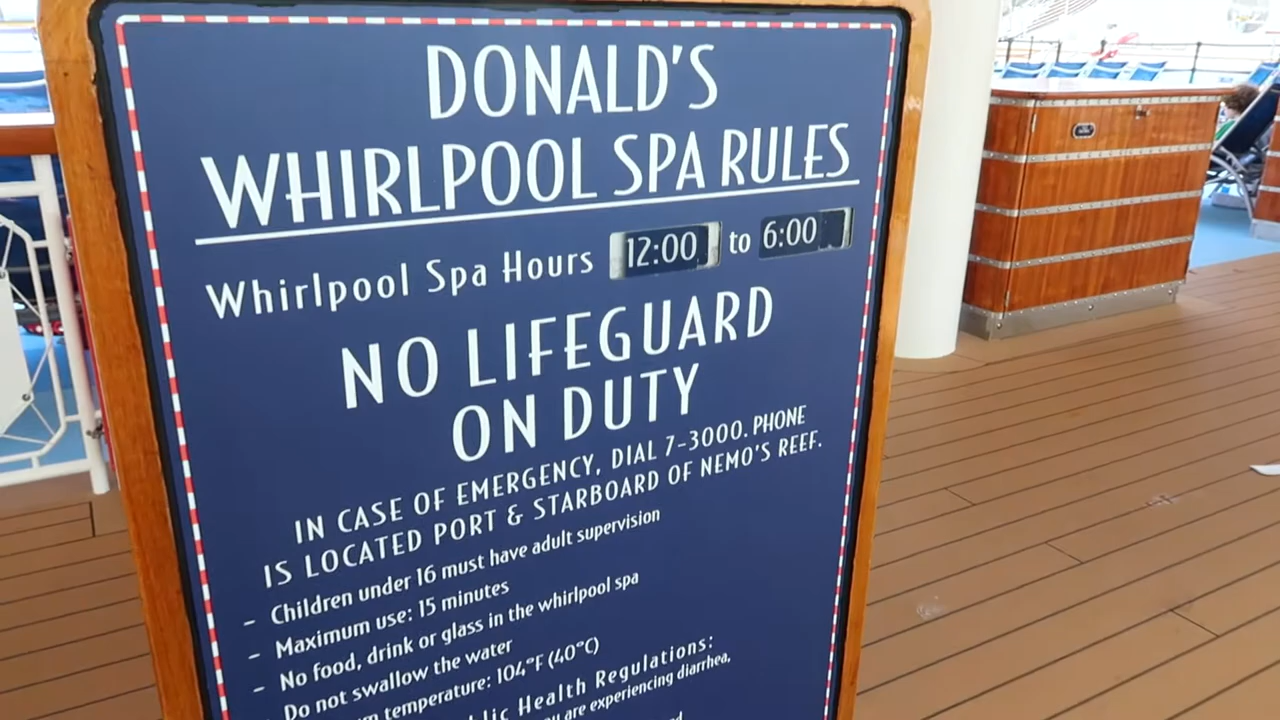 DONALD'S
WHIRLPOOL SPA RULES
Whirlpool Spa Hours 12:00 to 6:00
NO LIFEGUARD
ON DUTY
IN CASE OF EMERGENCY, DIAL 7-3000. PHONE
IS LOCATED PORT & STARBOARD OF NEMO'S REEF.
- Children under 16 must have adult supervision
- Maximum use: 15 minutes
- No food, drink or glass in the whirlpool spa
Do not swallow the water
temperature: 104°F (40°C)
Health Regulations:
are experiencing diarrhea,